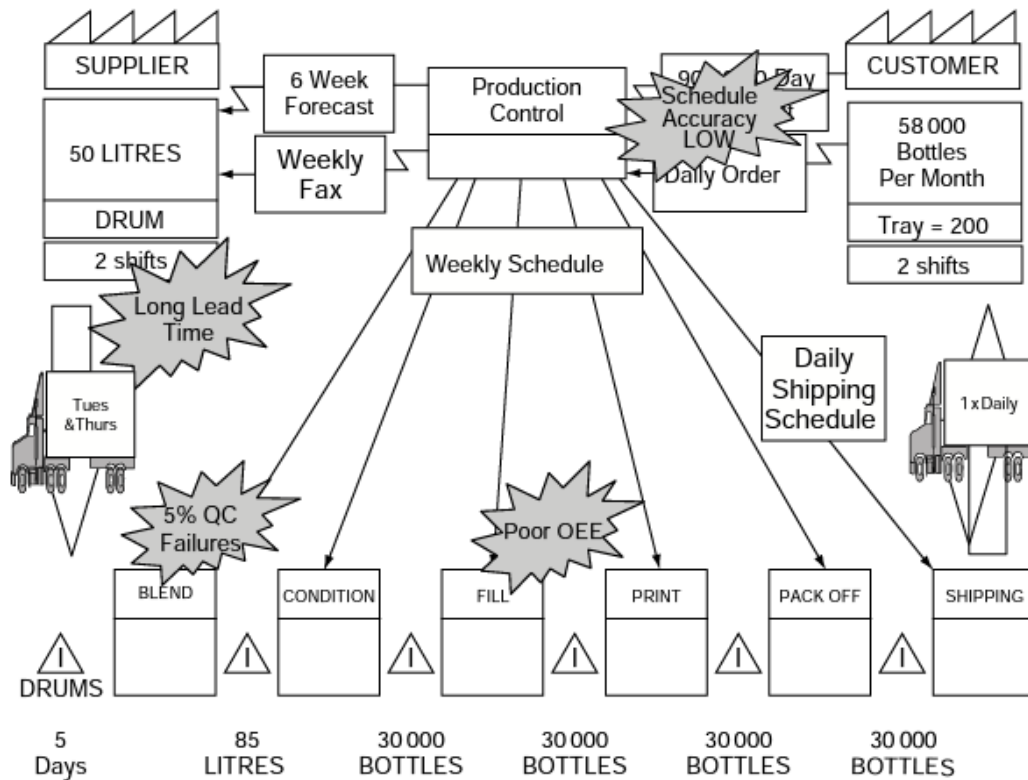 SUPPLIER
6 Week
Forecast
Production
Control
Schedule
Accuracy
LOW
CUSTOMER
50 LITRES
DRUM
2 shifts
Weekly
Fax
Daily Order
58 000
Bottles
Per Month
Tray = 200
2 shifts
Weekly Schedule
Long Lead
Time
Tues
&Thurs
Daily
Shipping
Schedule
1 x Daily
5% QC
Failures
Poor OEE
BLEND
CONDITION
FILL
PRINT
PACK OFF
SHIPPING
I
I
I
I
I
I
DRUMS
5
Days
85
LITRES
30 000
BOTTLES
30 000
BOTTLES
30 000
BOTTLES
30 000
BOTTLES